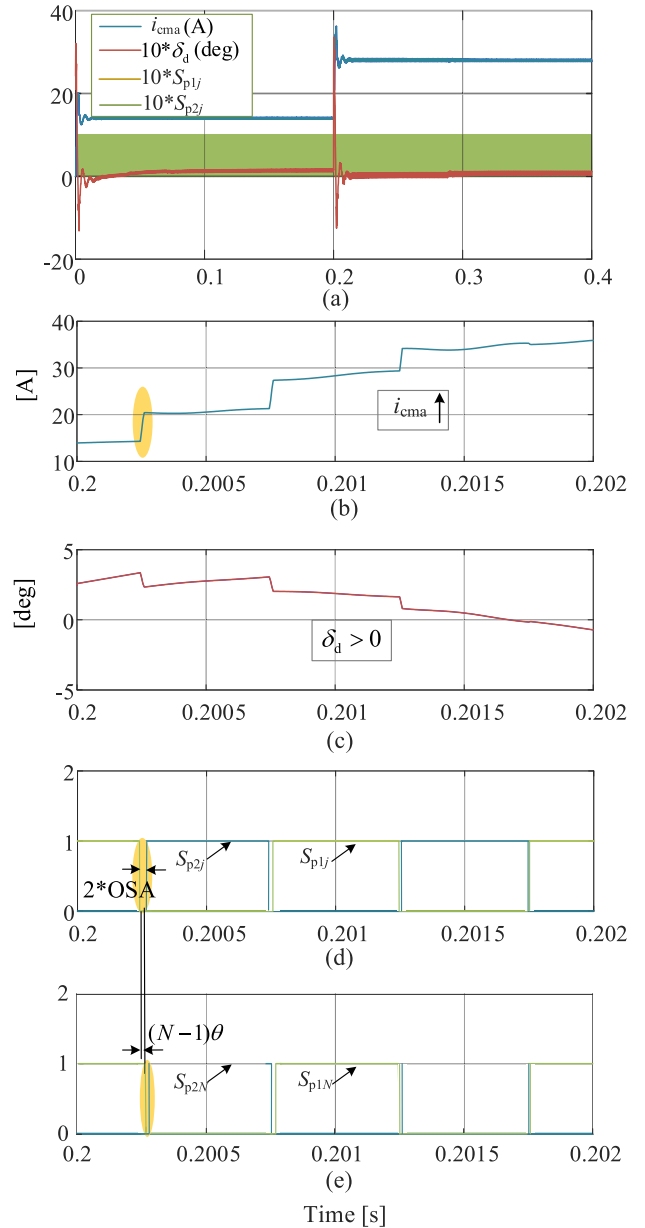 40
i_cma (A)
10*δ_d (deg)
10*S_p1j
10*S_p2j
20
0
-20
0 0.1 0.2 0.3 0.4
(a)
40
30
20
10
[A]
i_cma ↑
0.2 0.2005 0.201 0.2015 0.202
(b)
5
0
-5
[deg]
δ_d > 0
0.2 0.2005 0.201 0.2015 0.202
(c)
2
1
0
S_p2j S_p1j
2*OSA
0.2 0.2005 0.201 0.2015 0.202
(d)
2
1
0
(N−1)θ
S_p2N S_p1N
0.2 0.2005 0.201 0.2015 0.202
(e)
Time [s]